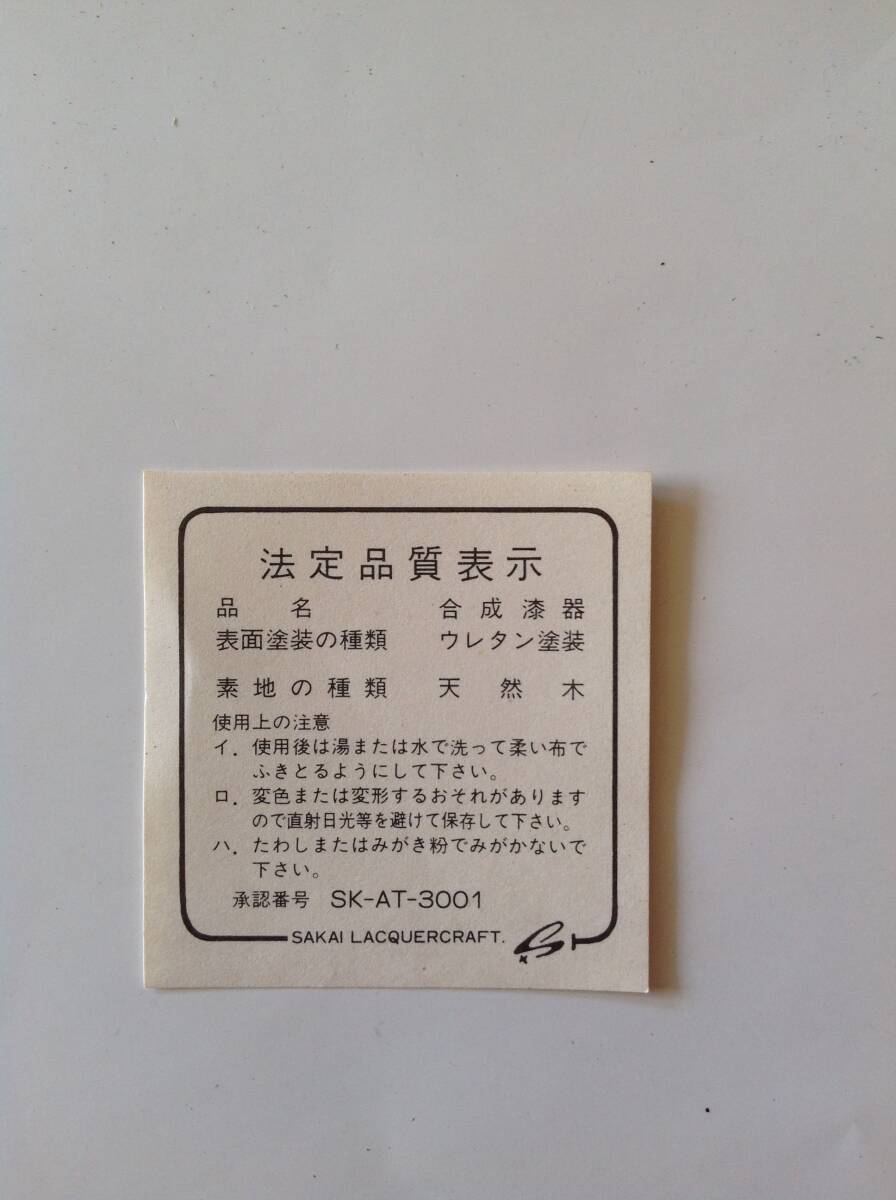 法定品質表示
品名 合成漆器
表面塗装の種類 ウレタン塗装
素地の種類 天然木
使用上の注意
イ. 使用後は湯または水で洗って柔い布で
ふきとるようにして下さい。
ロ. 変色または変形するおそれがあります
ので直射日光等を避けて保存して下さい。
ハ. たわしまたはみがき粉でみがかないで
下さい。
承認番号 SK-AT-3001
SAKAI LACQUERCRAFT.